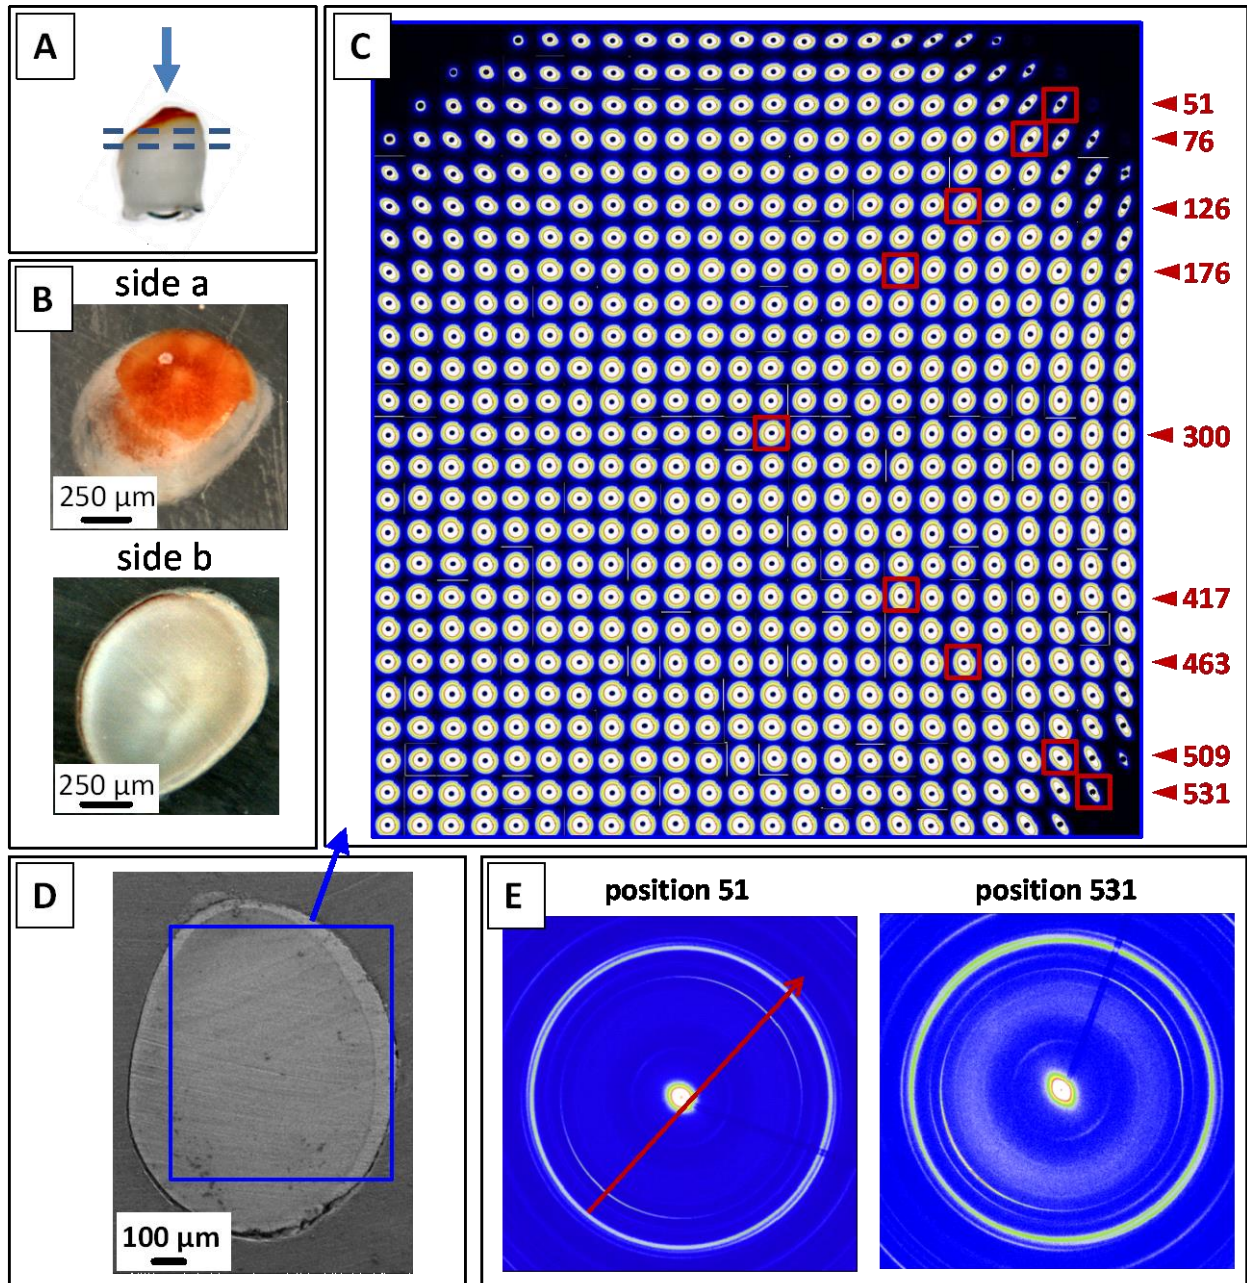 A
B
side a
250 µm
side b
250 µm
C
51
76
126
176
300
417
463
509
531
D
100 µm
E
position 51
position 531